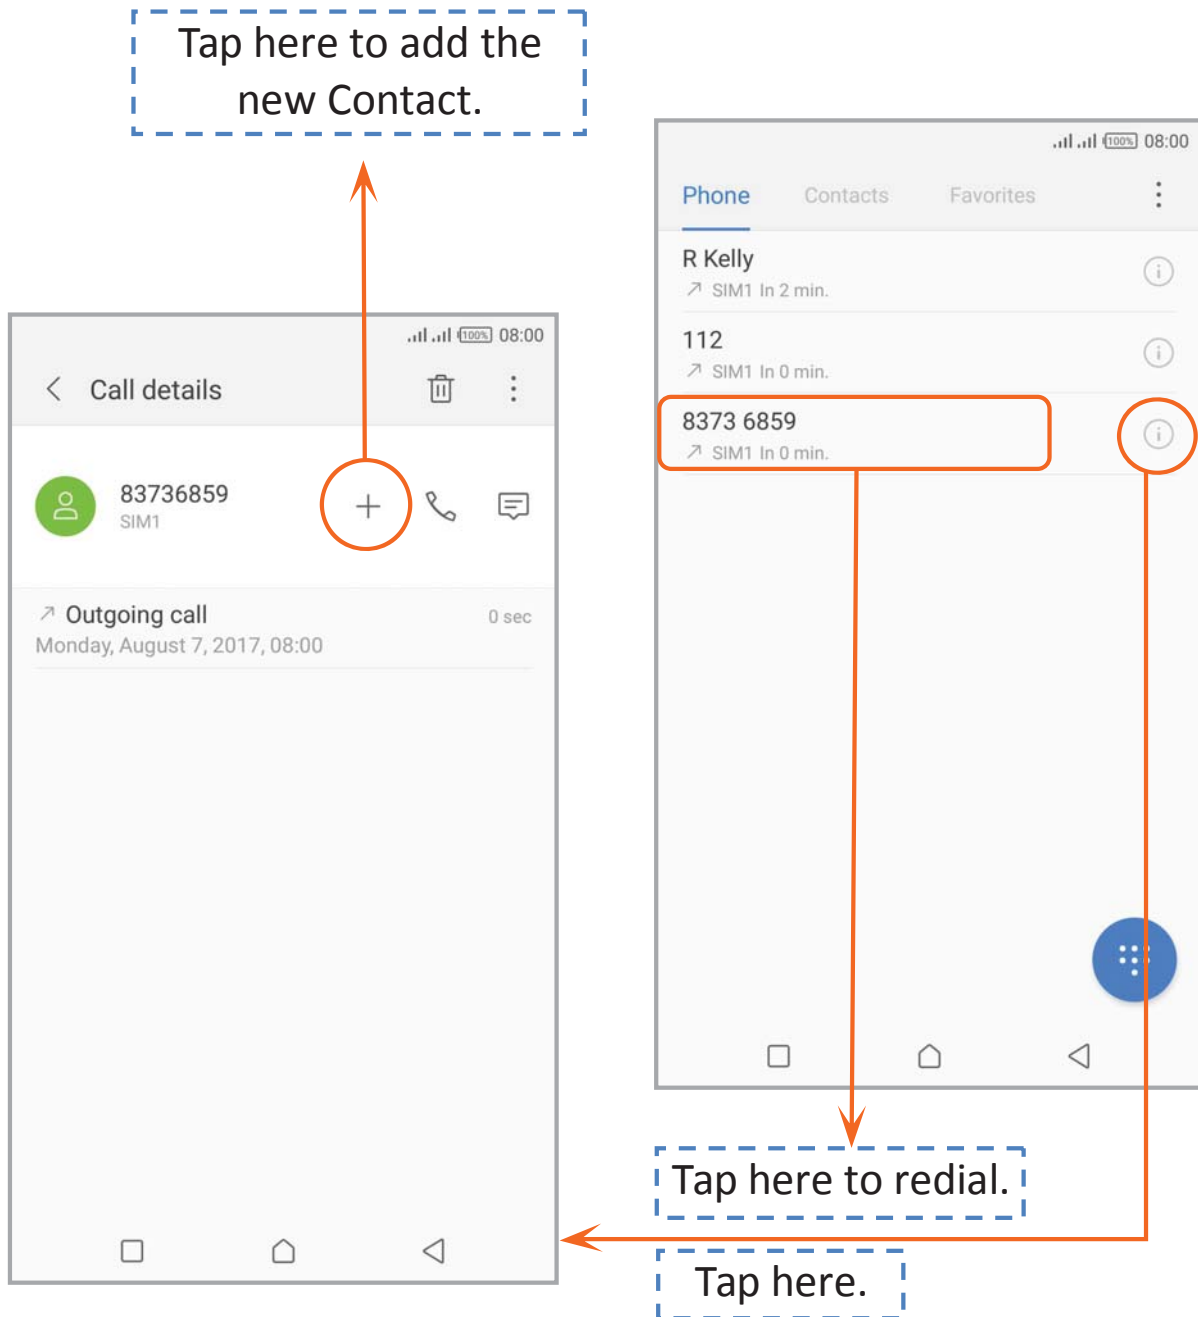 Tap here to add the
new Contact.
100% 08:00
Phone Contacts Favorites
R Kelly
SIM1 In 2 min.
112
SIM1 In 0 min.
8373 6859
SIM1 In 0 min.
100% 08:00
Call details
83736859
SIM1
Outgoing call 0 sec
Monday, August 7, 2017, 08:00
Tap here to redial.
Tap here.